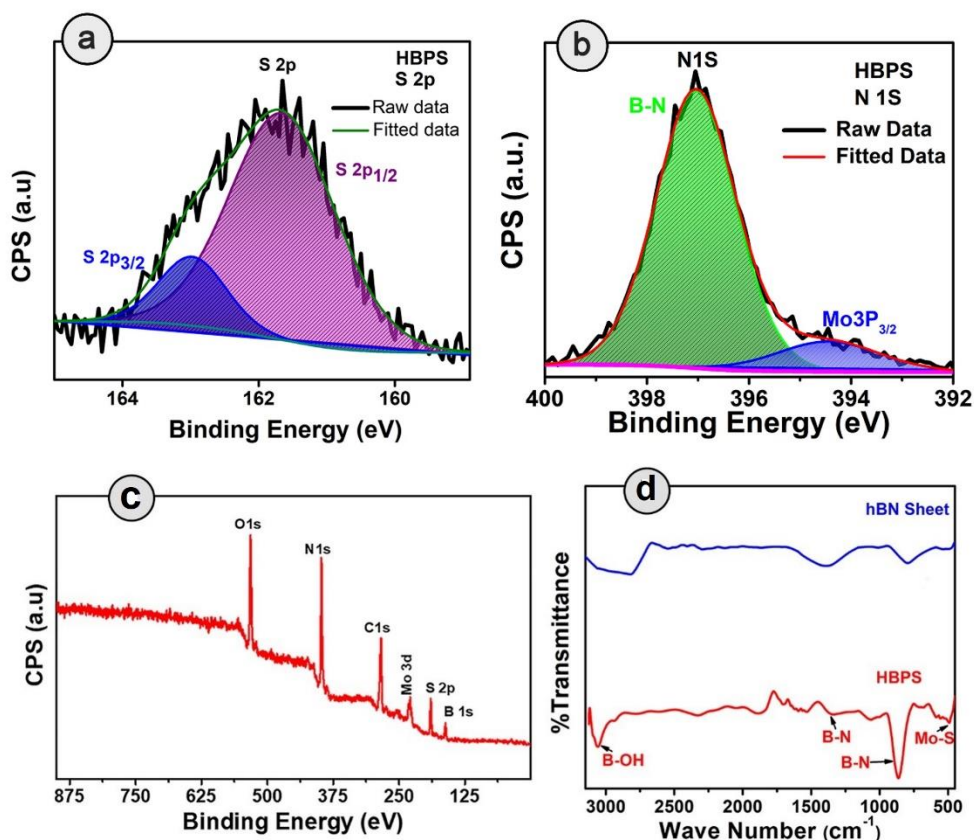 a
S 2p
HBPS
S 2p
Raw data
Fitted data
S 2p1/2
S 2p3/2
CPS (a.u)
164 162 160
Binding Energy (eV)
b
N1S
HBPS
N 1S
B-N
Raw Data
Fitted Data
Mo3P3/2
CPS (a.u.)
400 398 396 394 392
Binding Energy (eV)
c
O1s
N1s
C1s
Mo 3d
S 2p
B 1s
CPS (a.u)
875 750 625 500 375 250 125
Binding Energy (eV)
d
hBN Sheet
HBPS
B-OH
B-N
B-N
Mo-S
%Transmittance
3000 2500 2000 1500 1000 500
Wave Number (cm-1)